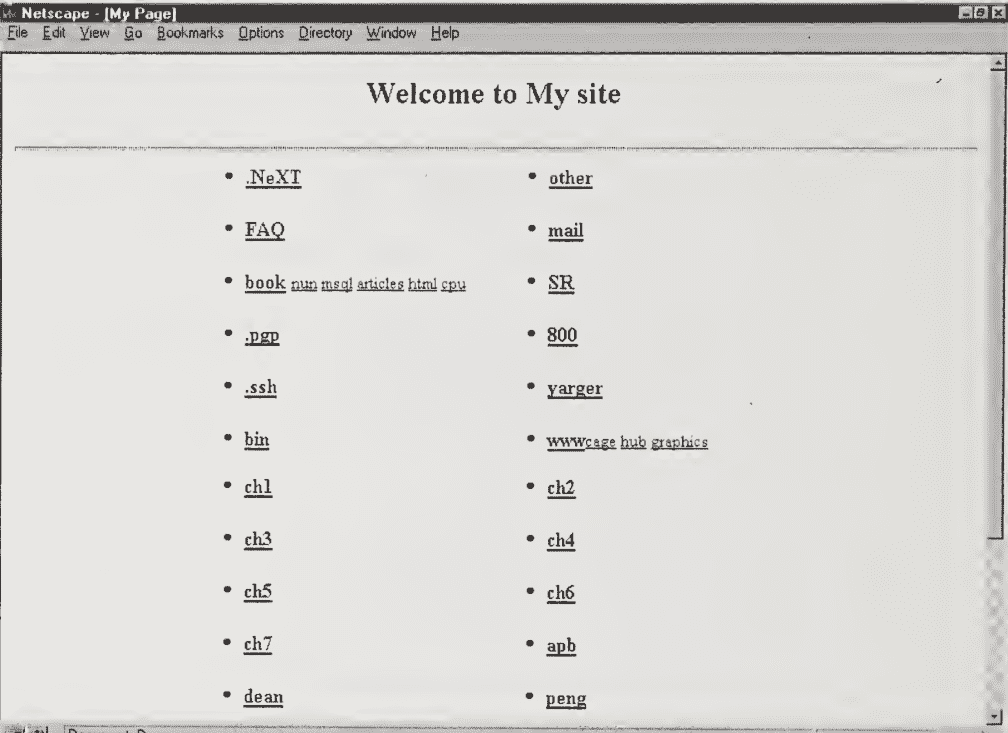 Netscape - [My Page]
File Edit View Go Bookmarks Options Directory Window Help
Welcome to My site
.NeXT
other
FAQ
mail
book nun msql articles html cpu
SR
.pgp
800
.ssh
yarger
bin
wwwcage hub graphics
ch1
ch2
ch3
ch4
ch5
ch6
ch7
apb
dean
peng